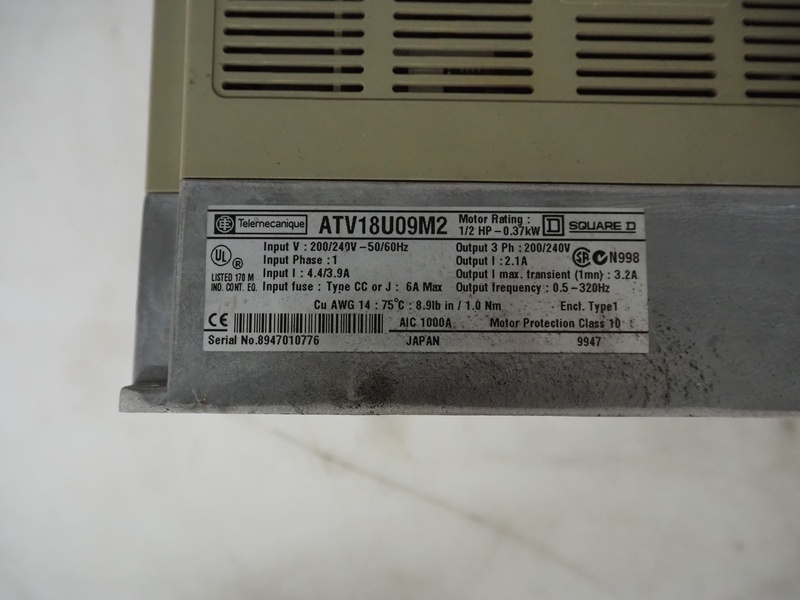 Telemecanique ATV18U09M2 Motor Rating : 1/2 HP-0.37kW SQUARE D
Input V : 200/240V-50/60Hz Output 3 Ph : 200/240V
Input Phase : 1 Output I : 2.1A N998
UL ® LISTED 170 M IND. CONT. EQ.
Input I : 4.4/3.9A Output I max. transient (1mn) : 3.2A
Input fuse : Type CC or J : 6A Max Output frequency : 0.5-320Hz
Cu AWG 14 : 75°C : 8.9lb in / 1.0 Nm Encl. Type1
CE AIC 1000A Motor Protection Class 10
Serial No.8947010776 JAPAN 9947